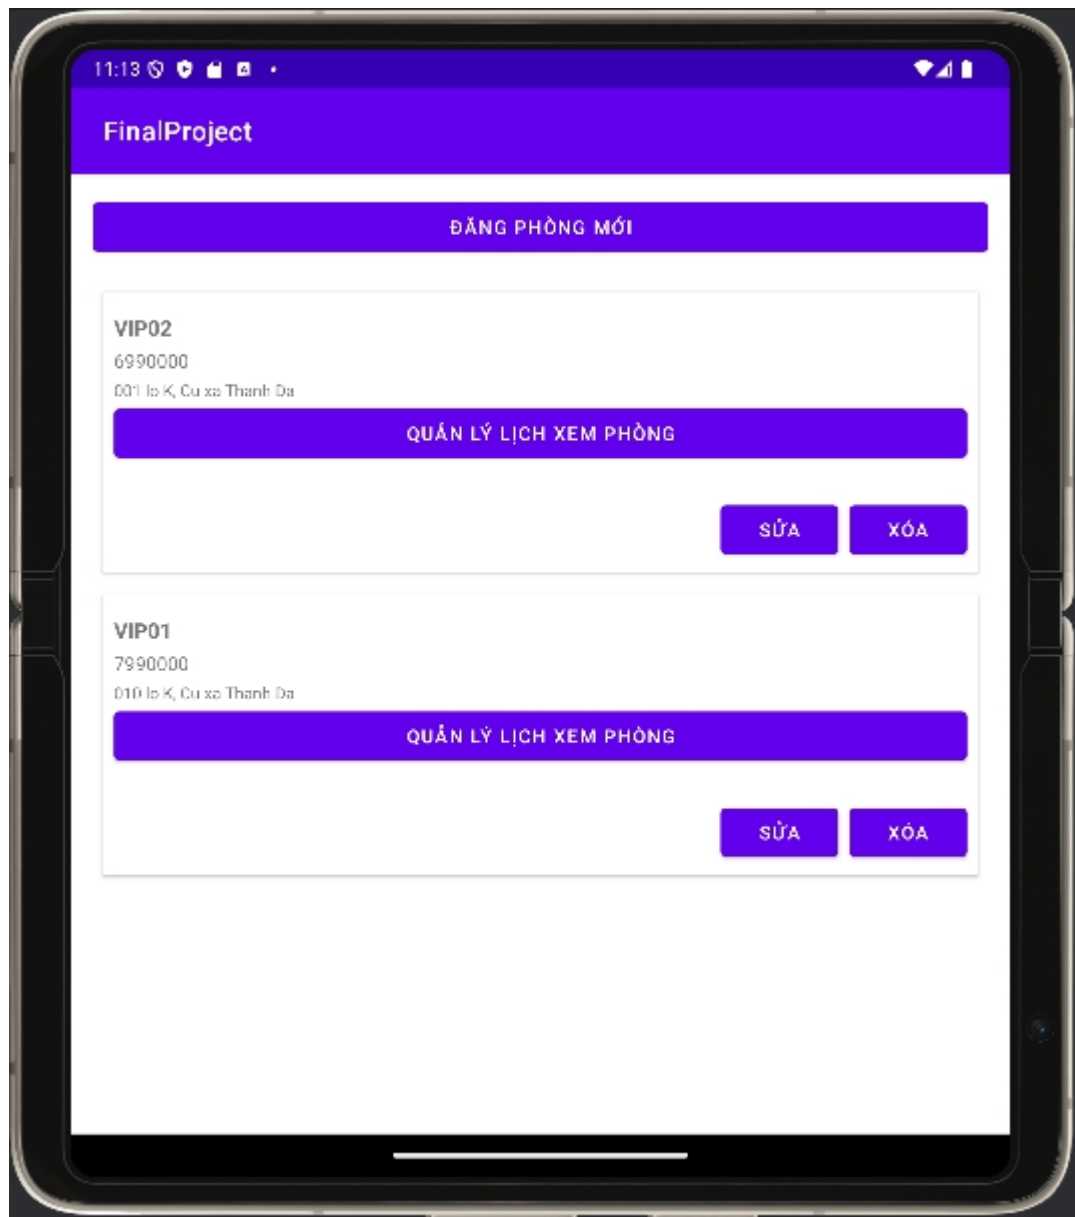 11:13
FinalProject
ĐĂNG PHÒNG MỚI
VIP02
6990000
001 lo K, Cu xa Thanh Da
QUẢN LÝ LỊCH XEM PHÒNG
SỬA XÓA
VIP01
7990000
010 lo K, Cu xa Thanh Da
QUẢN LÝ LỊCH XEM PHÒNG
SỬA XÓA